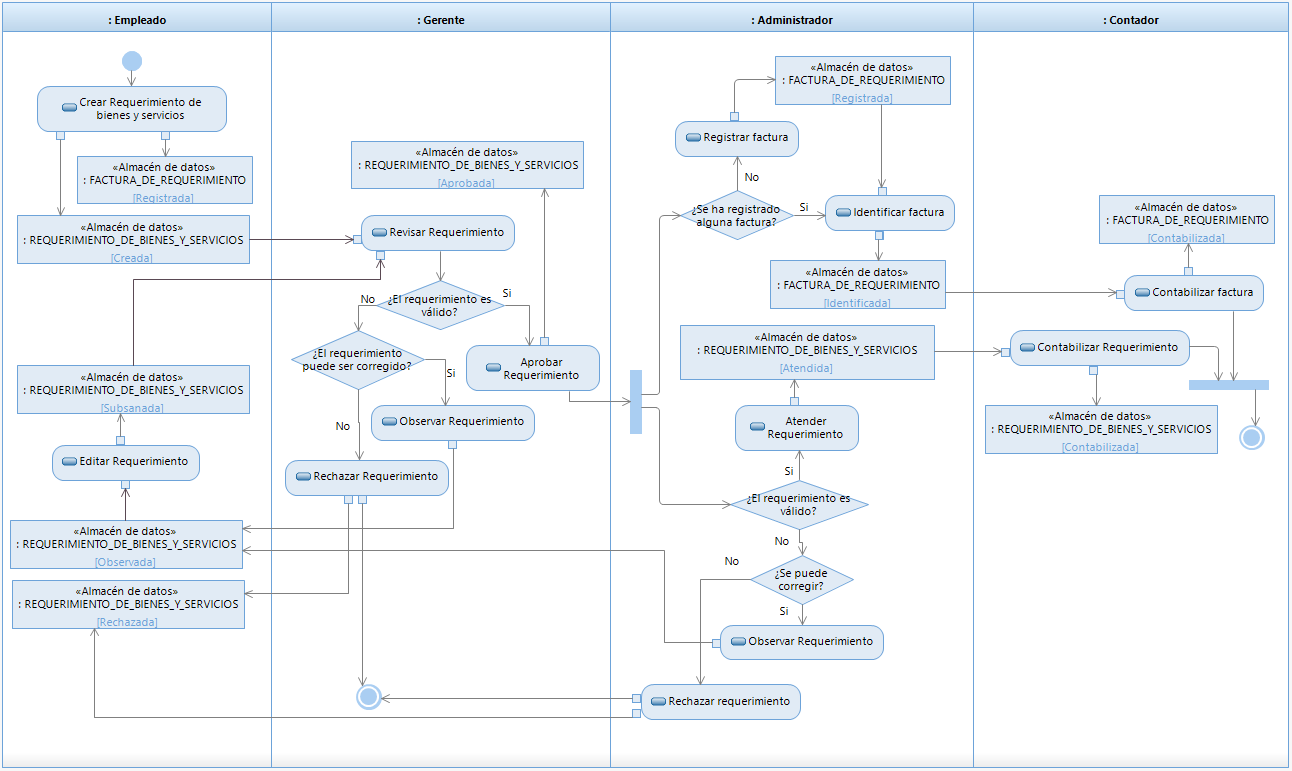 : Empleado
: Gerente
: Administrador
: Contador
Crear Requerimiento de
bienes y servicios
«Almacén de datos»
: FACTURA_DE_REQUERIMIENTO
[Registrada]
«Almacén de datos»
: REQUERIMIENTO_DE_BIENES_Y_SERVICIOS
[Creada]
«Almacén de datos»
: REQUERIMIENTO_DE_BIENES_Y_SERVICIOS
[Subsanada]
Editar Requerimiento
«Almacén de datos»
: REQUERIMIENTO_DE_BIENES_Y_SERVICIOS
[Observada]
«Almacén de datos»
: REQUERIMIENTO_DE_BIENES_Y_SERVICIOS
[Rechazada]
«Almacén de datos»
: REQUERIMIENTO_DE_BIENES_Y_SERVICIOS
[Aprobada]
Revisar Requerimiento
No
¿El requerimiento es
válido?
Si
¿El requerimiento
puede ser corregido?
Si
Aprobar
Requerimiento
Observar Requerimiento
No
Rechazar Requerimiento
«Almacén de datos»
: FACTURA_DE_REQUERIMIENTO
[Registrada]
Registrar factura
No
¿Se ha registrado
alguna factura?
Si
Identificar factura
«Almacén de datos»
: FACTURA_DE_REQUERIMIENTO
[Identificada]
«Almacén de datos»
: REQUERIMIENTO_DE_BIENES_Y_SERVICIOS
[Atendida]
Atender
Requerimiento
Si
¿El requerimiento es
válido?
No
No
¿Se puede
corregir?
Si
Observar Requerimiento
Rechazar requerimiento
«Almacén de datos»
: FACTURA_DE_REQUERIMIENTO
[Contabilizada]
Contabilizar factura
Contabilizar Requerimiento
«Almacén de datos»
: REQUERIMIENTO_DE_BIENES_Y_SERVICIOS
[Contabilizada]